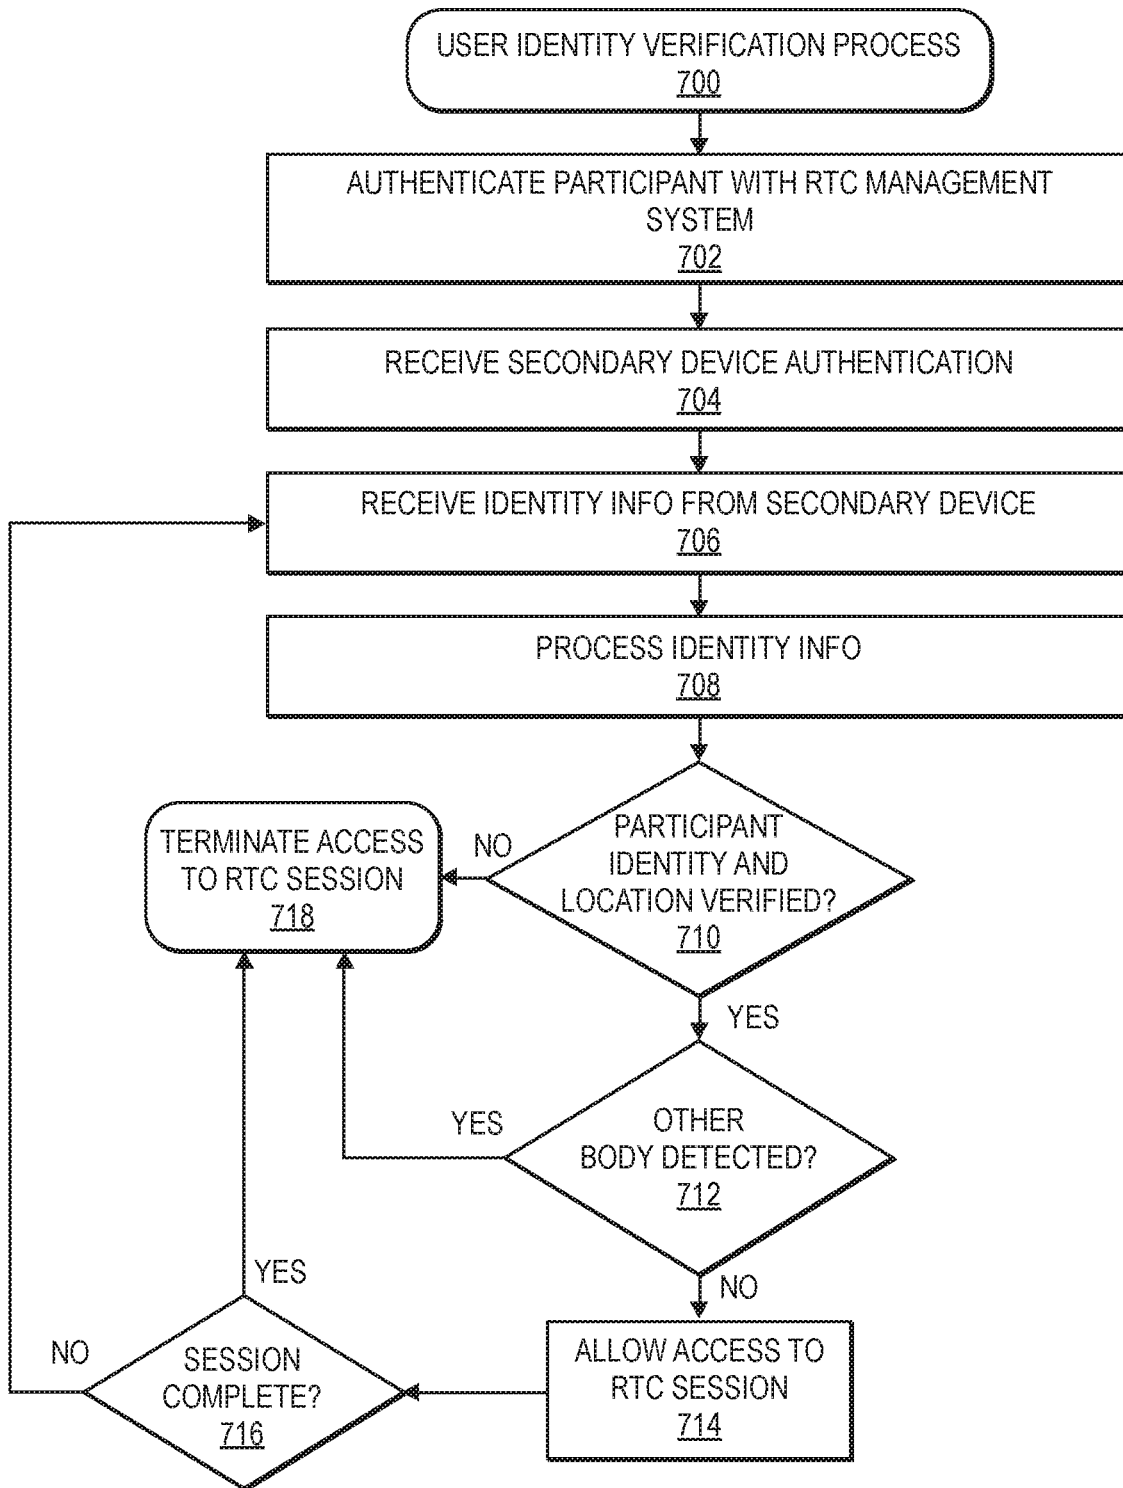 USER IDENTITY VERIFICATION PROCESS
700
AUTHENTICATE PARTICIPANT WITH RTC MANAGEMENT
SYSTEM
702
RECEIVE SECONDARY DEVICE AUTHENTICATION
704
RECEIVE IDENTITY INFO FROM SECONDARY DEVICE
706
PROCESS IDENTITY INFO
708
PARTICIPANT
IDENTITY AND
LOCATION VERIFIED?
710
NO
TERMINATE ACCESS
TO RTC SESSION
718
YES
OTHER
BODY DETECTED?
712
YES
NO
ALLOW ACCESS TO
RTC SESSION
714
SESSION
COMPLETE?
716
YES
NO